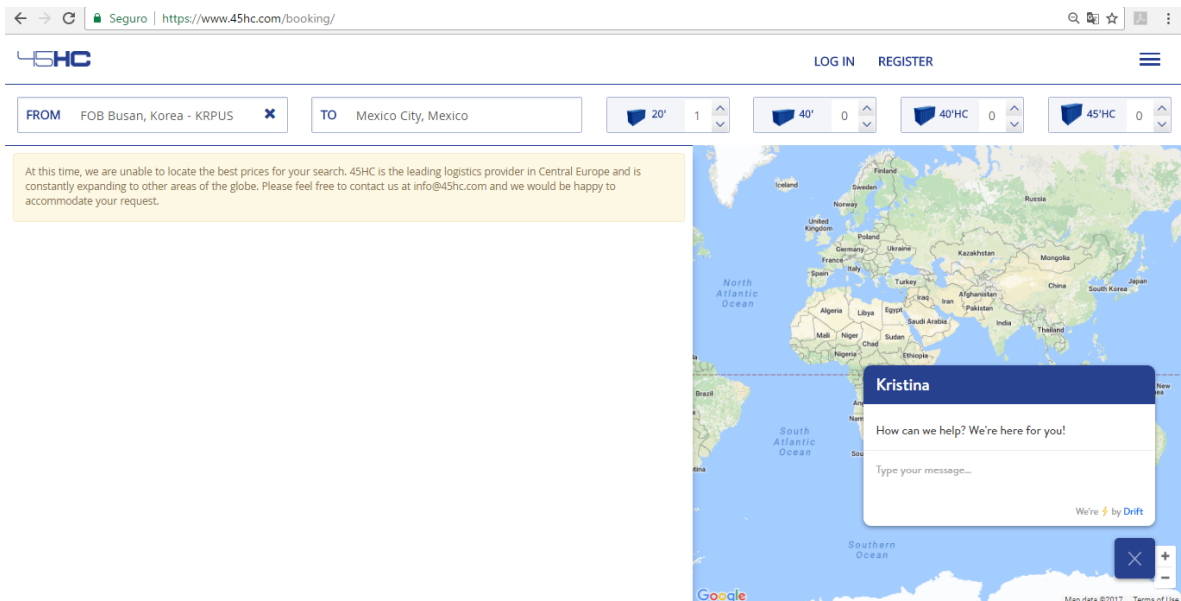 Seguro | https://www.45hc.com/booking/
45HC
LOG IN REGISTER
FROM FOB Busan, Korea - KRPUS
TO Mexico City, Mexico
20' 1
40' 0
40'HC 0
45'HC 0
At this time, we are unable to locate the best prices for your search. 45HC is the leading logistics provider in Central Europe and is
constantly expanding to other areas of the globe. Please feel free to contact us at info@45hc.com and we would be happy to
accommodate your request.
Iceland
Finland
Sweden
Norway
Russia
United
Kingdom
Poland
Germany
Ukraine
Kazakhstan
Mongolia
France
Italy
Spain
Turkey
China
South Korea
Japan
North
Atlantic
Ocean
Iraq
Iran
Afghanistan
Pakistan
Algeria
Libya
Egypt
Saudi Arabia
India
Thailand
Mali
Niger
Chad
Sudan
Nigeria
Ethiopia
Brazil
South
Atlantic
Ocean
Kristina
How can we help? We're here for you!
Type your message...
We're by Drift
Southern
Ocean
Google
Map data ©2017 Terms of Use